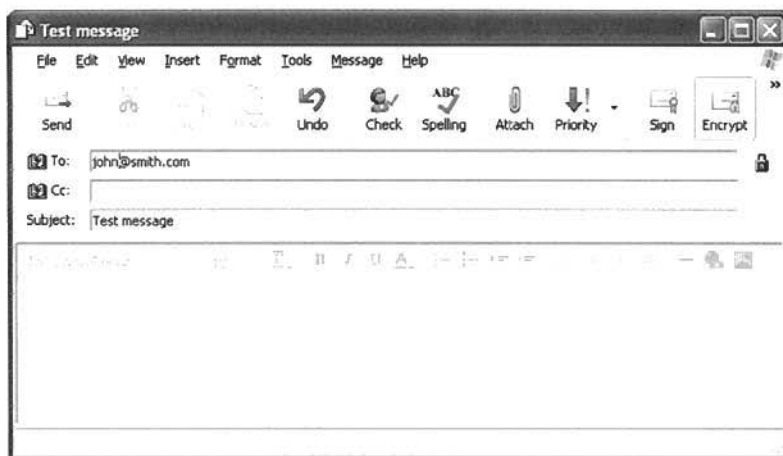 Test message
File Edit View Insert Format Tools Message Help
ABC
Send Undo Check Spelling Attach Priority Sign Encrypt
To: john@smith.com
Cc:
Subject: Test message
B I U A